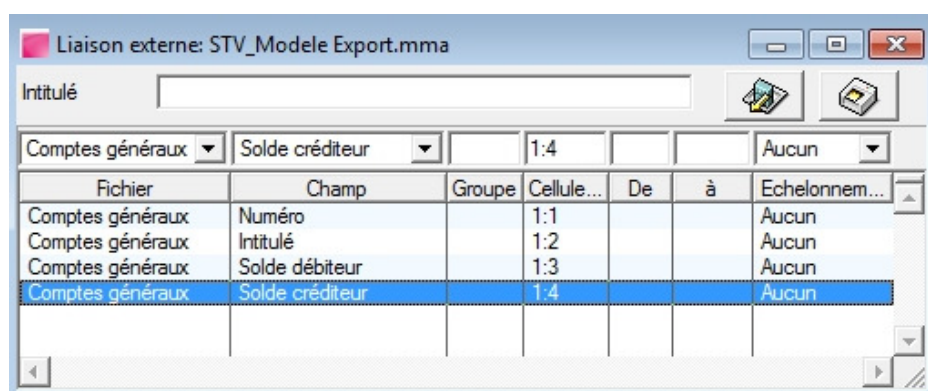 Liaison externe: STV_Modele Export.mma
Intitulé
Comptes généraux Solde créditeur 1:4 Aucun
Fichier Champ Groupe Cellule... De à Echelonnem...
Comptes généraux Numéro 1:1 Aucun
Comptes généraux Intitulé 1:2 Aucun
Comptes généraux Solde débiteur 1:3 Aucun
Comptes généraux Solde créditeur 1:4 Aucun